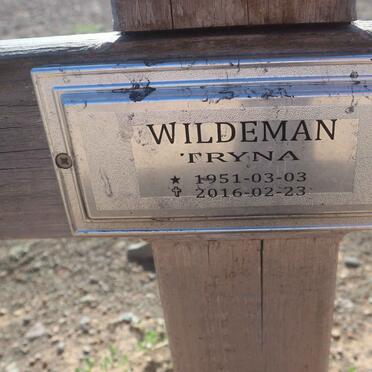 WILDEMAN
TRYNA
★ 1951-03-03
✞ 2016-02-23